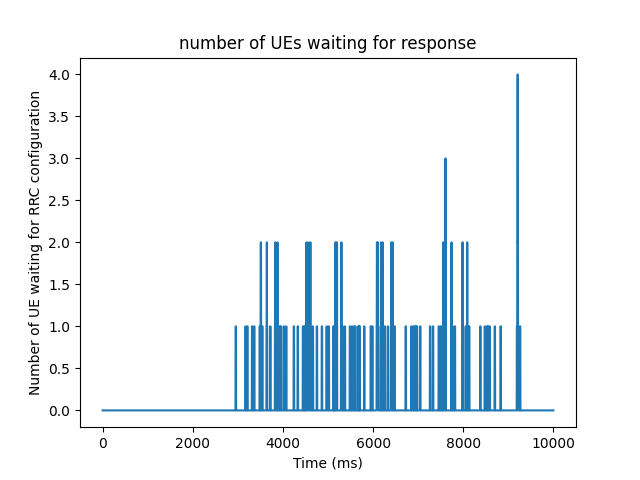 number of UEs waiting for response
Number of UE waiting for RRC configuration
4.0
3.5
3.0
2.5
2.0
1.5
1.0
0.5
0.0
0 2000 4000 6000 8000 10000
Time (ms)